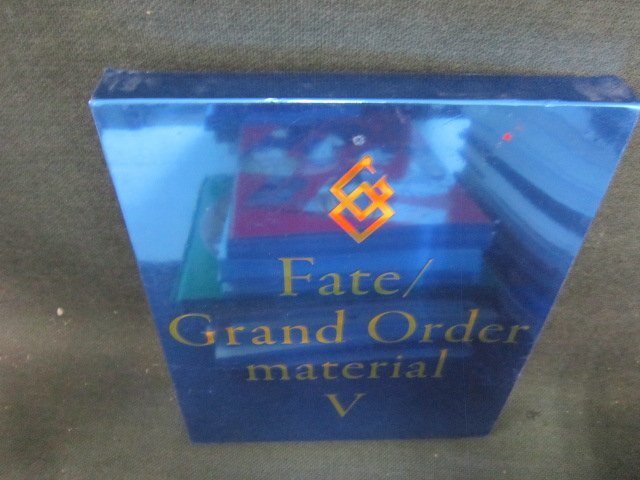 Fate/
Grand Order
material
V